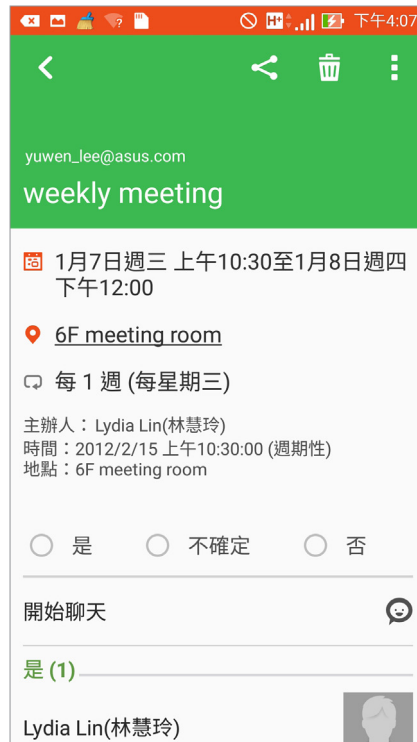 H+ 下午4:07
yuwen_lee@asus.com
weekly meeting
1月7日週三 上午10:30至1月8日週四
下午12:00
6F meeting room
每 1 週 (每星期三)
主辦人：Lydia Lin(林慧玲)
時間：2012/2/15 上午10:30:00 (週期性)
地點：6F meeting room
是 不確定 否
開始聊天
是 (1)
Lydia Lin(林慧玲)